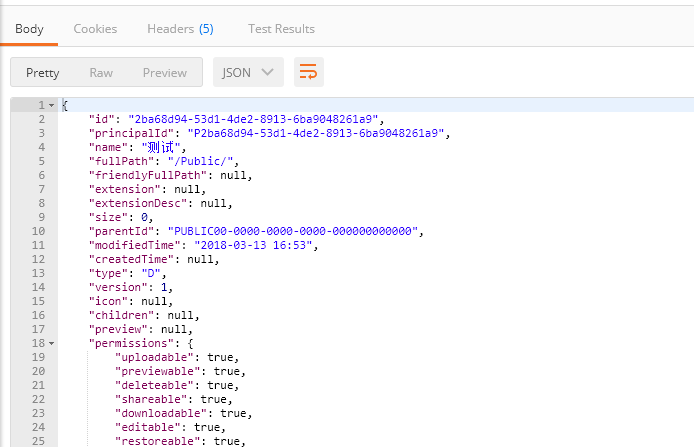 Body Cookies Headers (5) Test Results
Pretty Raw Preview JSON
1 {
2 "id": "2ba68d94-53d1-4de2-8913-6ba9048261a9",
3 "principalId": "P2ba68d94-53d1-4de2-8913-6ba9048261a9",
4 "name": "测试",
5 "fullPath": "/Public/",
6 "friendlyFullPath": null,
7 "extension": null,
8 "extensionDesc": null,
9 "size": 0,
10 "parentId": "PUBLIC00-0000-0000-0000-000000000000",
11 "modifiedTime": "2018-03-13 16:53",
12 "createdTime": null,
13 "type": "D",
14 "version": 1,
15 "icon": null,
16 "children": null,
17 "preview": null,
18 "permissions": {
19 "uploadable": true,
20 "previewable": true,
21 "deleteable": true,
22 "shareable": true,
23 "downloadable": true,
24 "editable": true,
25 "restoreable": true,